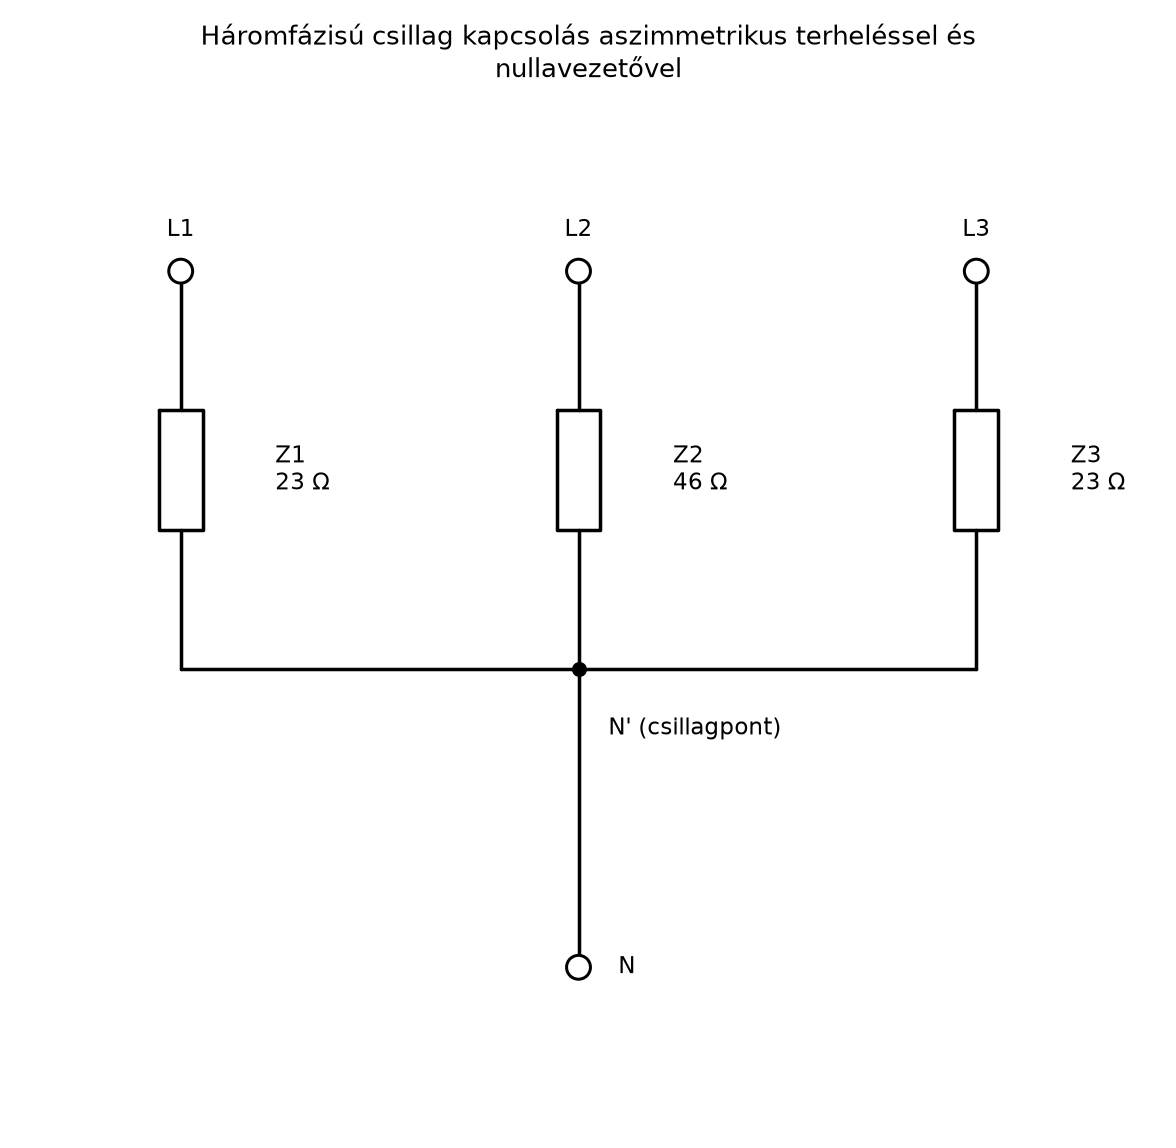 Háromfázisú csillag kapcsolás aszimmetrikus terheléssel és
nullavezetővel
L1
L2
L3
Z1
23 Ω
Z2
46 Ω
Z3
23 Ω
N' (csillagpont)
N